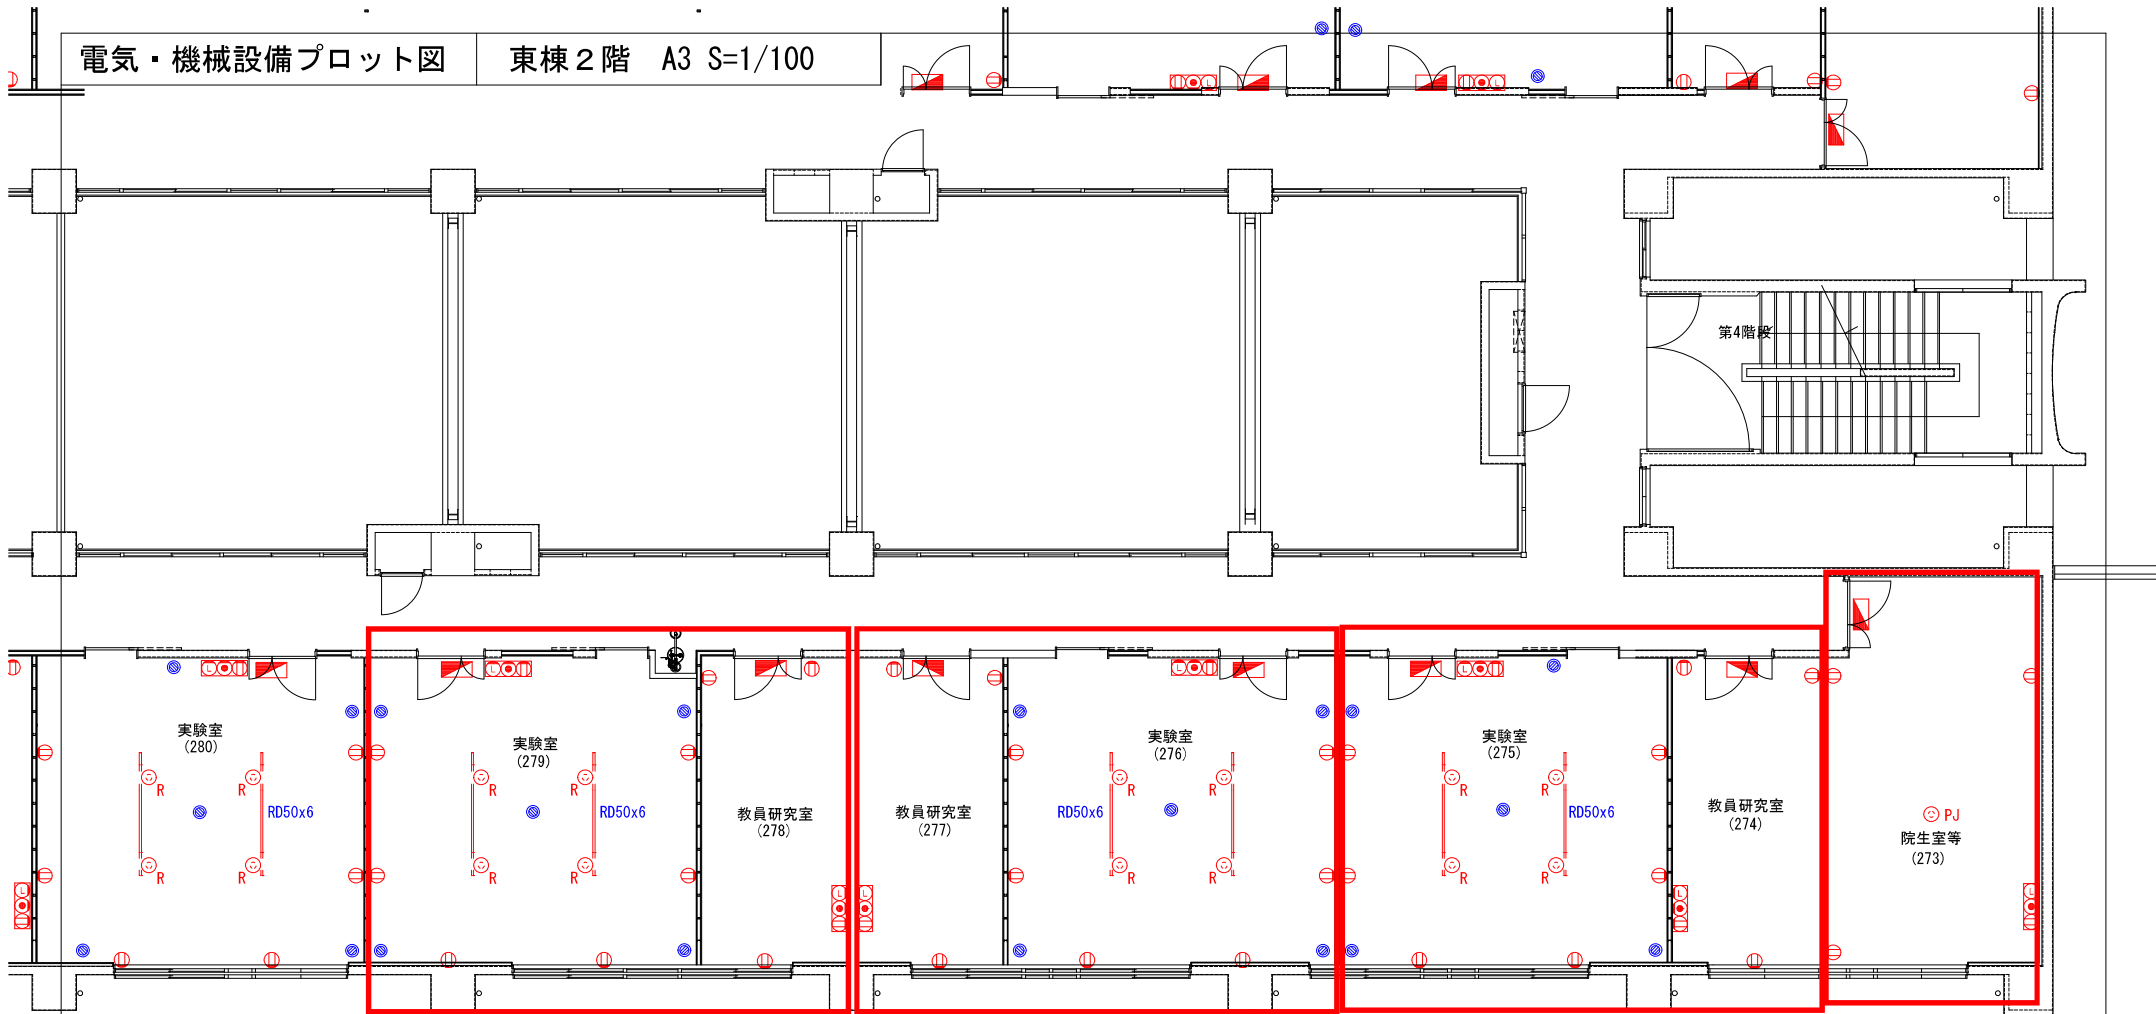 電気・機械設備プロット図 東棟２階 A3 S=1/100
第4階段
実験室
(280)
R
R
R
R
RD50x6
実験室
(279)
R
R
R
R
RD50x6
教員研究室
(278)
教員研究室
(277)
実験室
(276)
R
R
R
R
RD50x6
実験室
(275)
R
R
R
R
RD50x6
教員研究室
(274)
PJ
院生室等
(273)
L
L
L
L
L
L
L
L
L
L
L